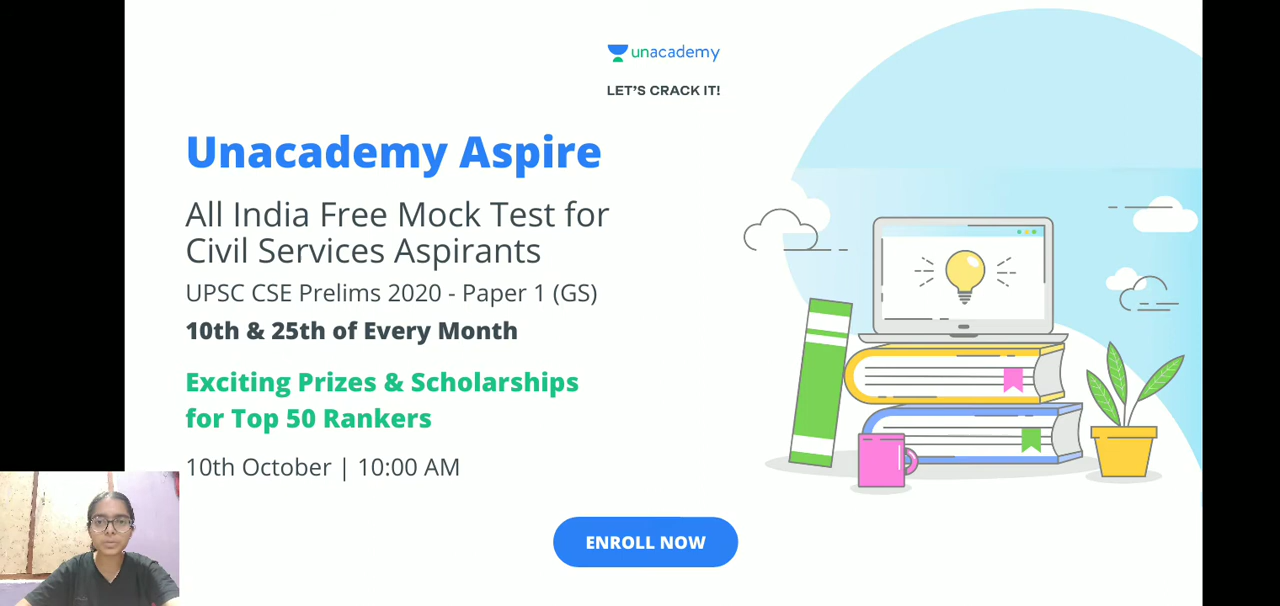 unacademy
LET'S CRACK IT!
Unacademy Aspire
All India Free Mock Test for
Civil Services Aspirants
UPSC CSE Prelims 2020 - Paper 1 (GS)
10th & 25th of Every Month
Exciting Prizes & Scholarships
for Top 50 Rankers
10th October | 10:00 AM
ENROLL NOW